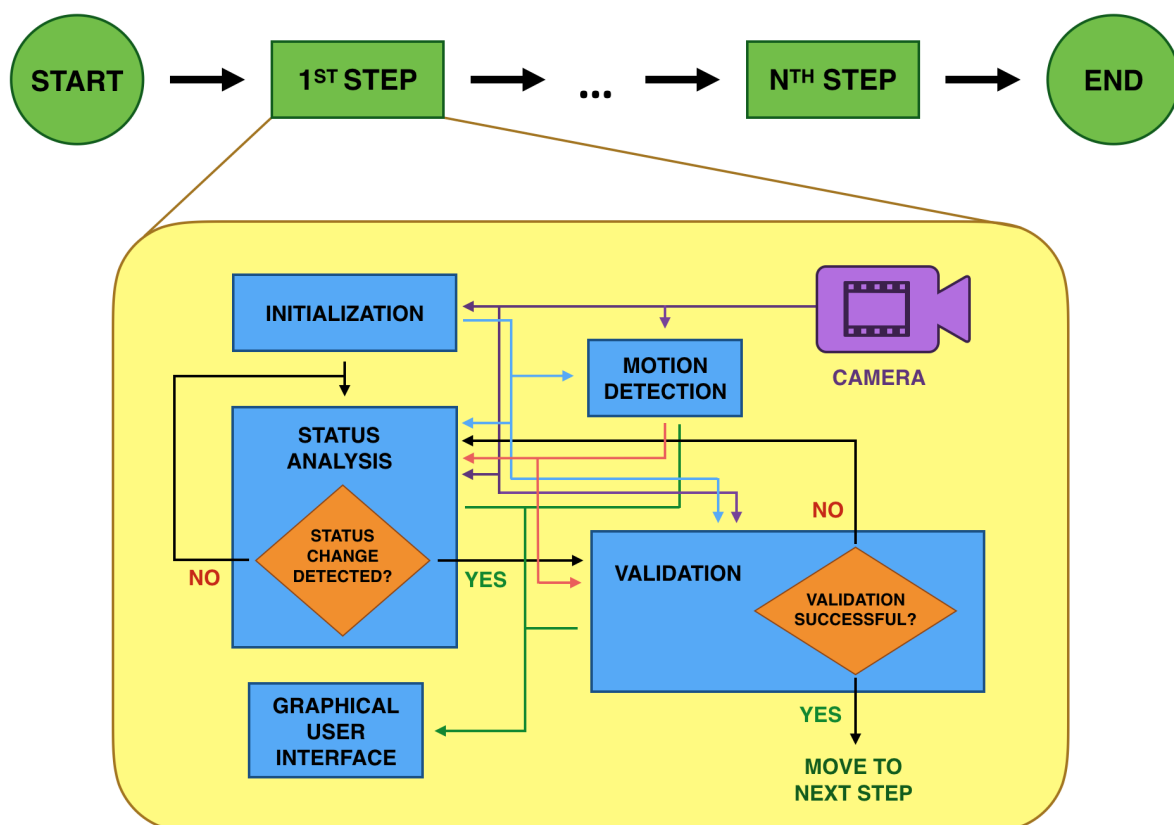 START
1ST STEP
...
NTH STEP
END
INITIALIZATION
CAMERA
MOTION
DETECTION
STATUS
ANALYSIS
STATUS
CHANGE
DETECTED?
NO
YES
VALIDATION
NO
VALIDATION
SUCCESSFUL?
YES
GRAPHICAL
USER
INTERFACE
MOVE TO
NEXT STEP